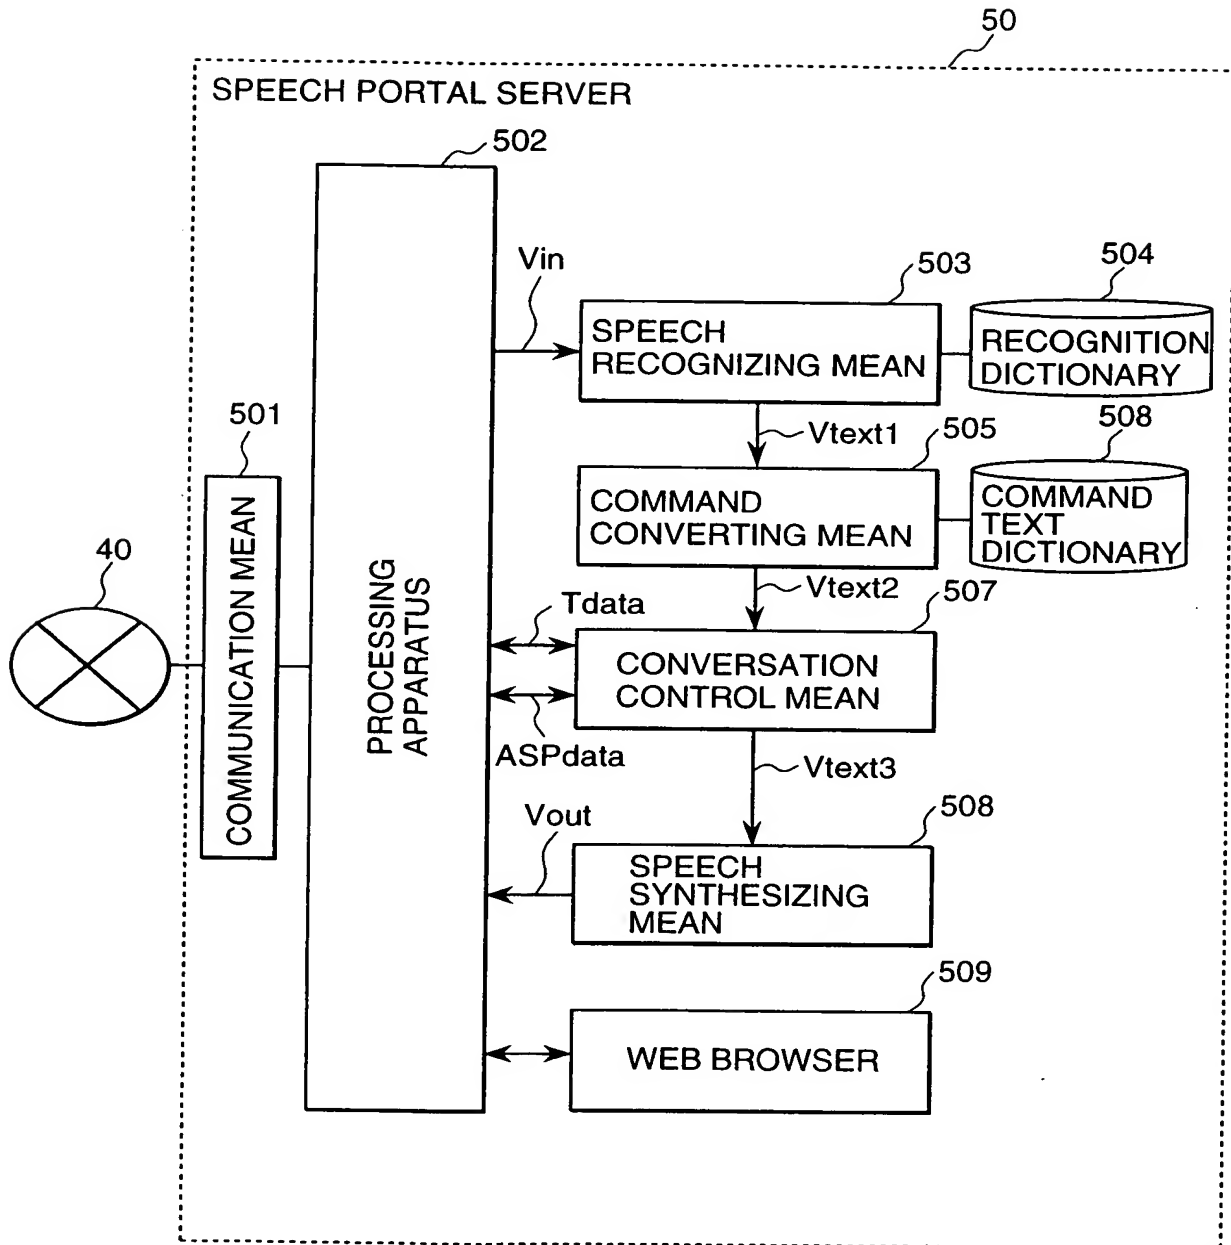 50
SPEECH PORTAL SERVER
502
Vin
503
504
SPEECH
RECOGNIZING MEAN
RECOGNITION
DICTIONARY
501
Vtext1
505
508
COMMUNICATION MEAN
COMMAND
CONVERTING MEAN
COMMAND
TEXT
DICTIONARY
40
PROCESSING
APPARATUS
Vtext2
507
Tdata
CONVERSATION
CONTROL MEAN
ASPdata
Vtext3
Vout
508
SPEECH
SYNTHESIZING
MEAN
509
WEB BROWSER